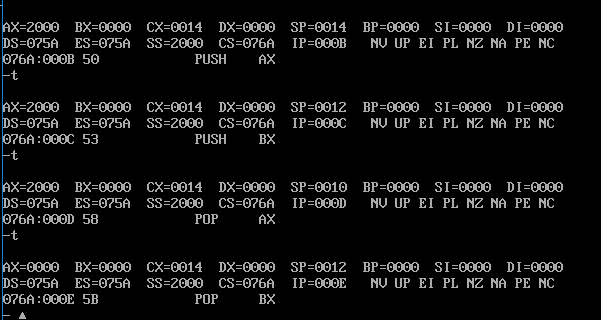 AX=2000  BX=0000  CX=0014  DX=0000  SP=0014  BP=0000  SI=0000  DI=0000
DS=075A  ES=075A  SS=2000  CS=076A  IP=000B   NV UP EI PL NZ NA PE NC
076A:000B 50            PUSH    AX
-t
AX=2000  BX=0000  CX=0014  DX=0000  SP=0012  BP=0000  SI=0000  DI=0000
DS=075A  ES=075A  SS=2000  CS=076A  IP=000C   NV UP EI PL NZ NA PE NC
076A:000C 53            PUSH    BX
-t
AX=2000  BX=0000  CX=0014  DX=0000  SP=0010  BP=0000  SI=0000  DI=0000
DS=075A  ES=075A  SS=2000  CS=076A  IP=000D   NV UP EI PL NZ NA PE NC
076A:000D 58            POP     AX
-t
AX=0000  BX=0000  CX=0014  DX=0000  SP=0012  BP=0000  SI=0000  DI=0000
DS=075A  ES=075A  SS=2000  CS=076A  IP=000E   NV UP EI PL NZ NA PE NC
076A:000E 5B            POP     BX
-